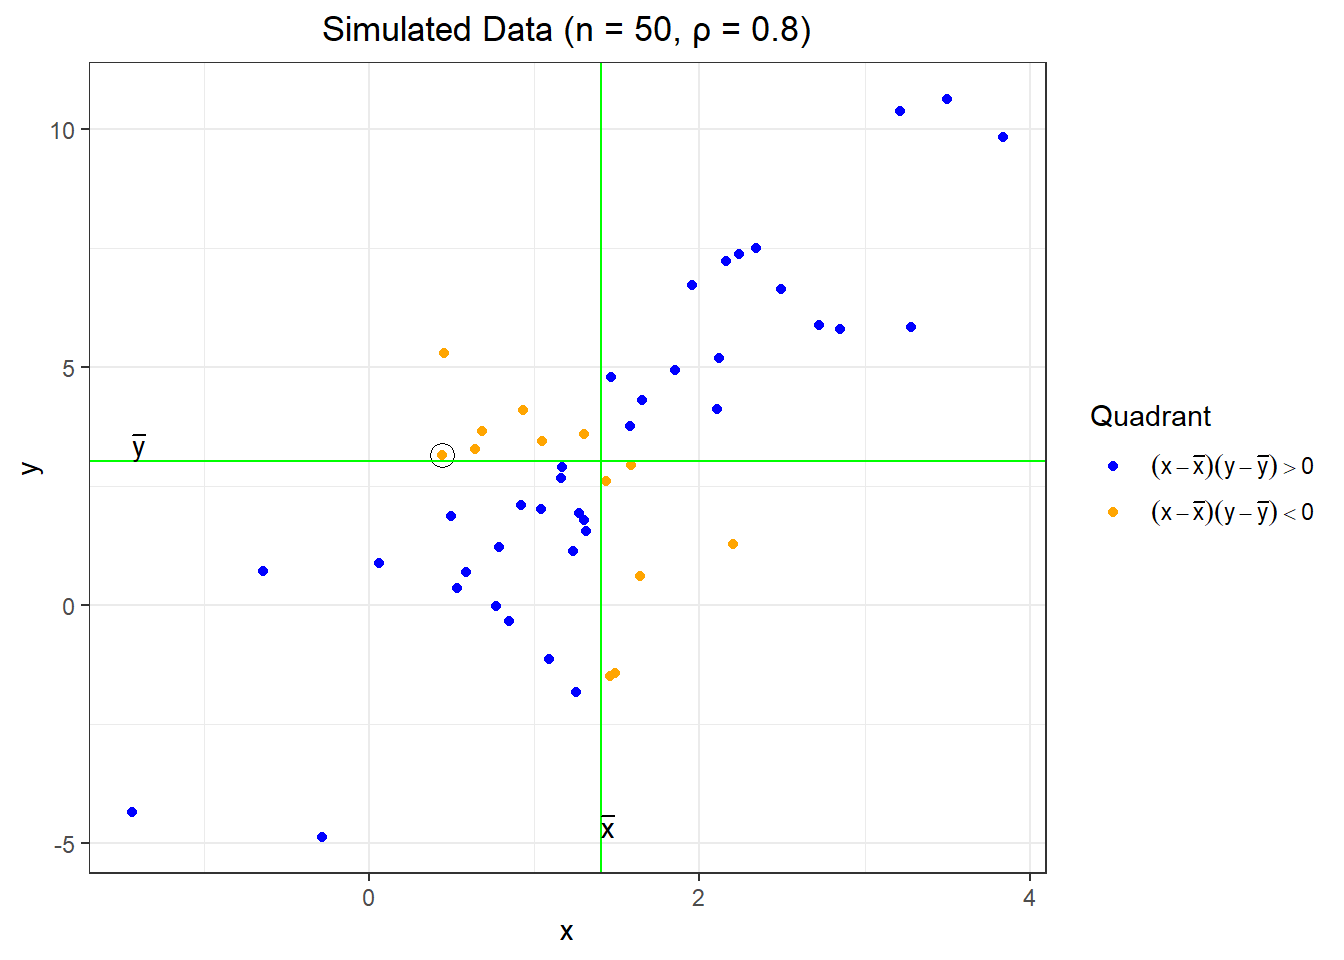 Simulated Data (n = 50, ρ = 0.8)
10
5
0
-5
y
y̅
x̅
0
2
4
x
Quadrant
(x − x̅)(y − y̅) > 0
(x − x̅)(y − y̅) < 0